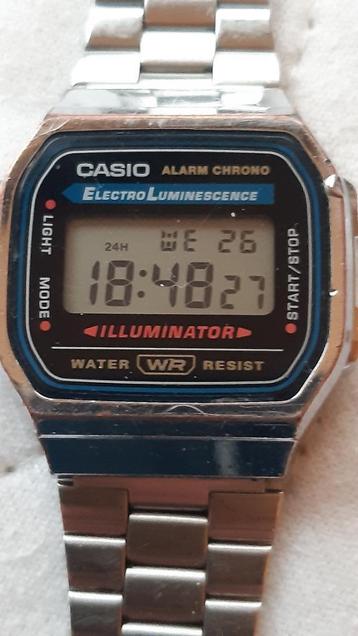 CASIO ALARM CHRONO
ELECTROLUMINESCENCE
LIGHT
24H WE 26
18:48 27
MODE
START/STOP
ILLUMINATOR
WATER WR RESIST